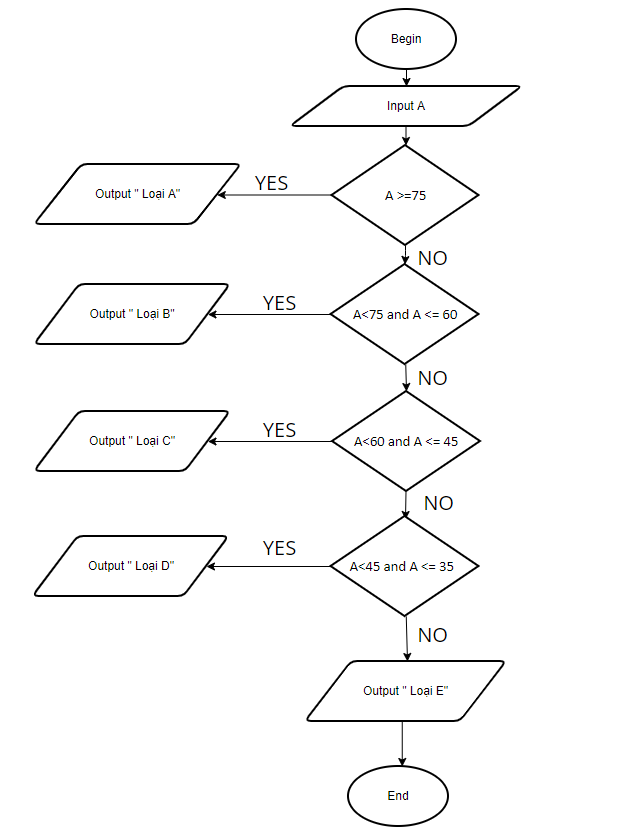 Begin
Input A
A >=75
YES
Output " Loại A"
NO
A<75 and A <= 60
YES
Output " Loại B"
NO
A<60 and A <= 45
YES
Output " Loại C"
NO
A<45 and A <= 35
YES
Output " Loại D"
NO
Output " Loại E"
End